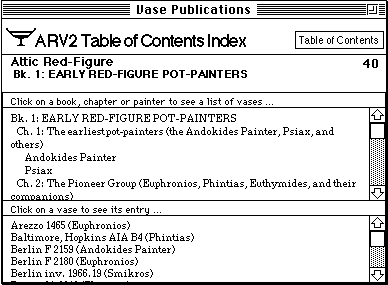 Vase Publications
ARV2 Table of Contents Index
Table of Contents
Attic Red-Figure
40
Bk. 1: EARLY RED-FIGURE POT-PAINTERS
Click on a book, chapter or painter to see a list of vases ...
Bk. 1: EARLY RED-FIGURE POT-PAINTERS
Ch. 1: The earliest pot-painters (the Andokides Painter, Psiax, and
others)
Andokides Painter
Psiax
Ch. 2: The Pioneer Group (Euphronios, Phintias, Euthymides, and their
companions)
Click on a vase to see its entry ...
Arezzo 1465 (Euphronios)
Baltimore, Hopkins AIA B4 (Phintias)
Berlin F 2159 (Andokides Painter)
Berlin F 2180 (Euphronios)
Berlin inv. 1966.19 (Smikros)